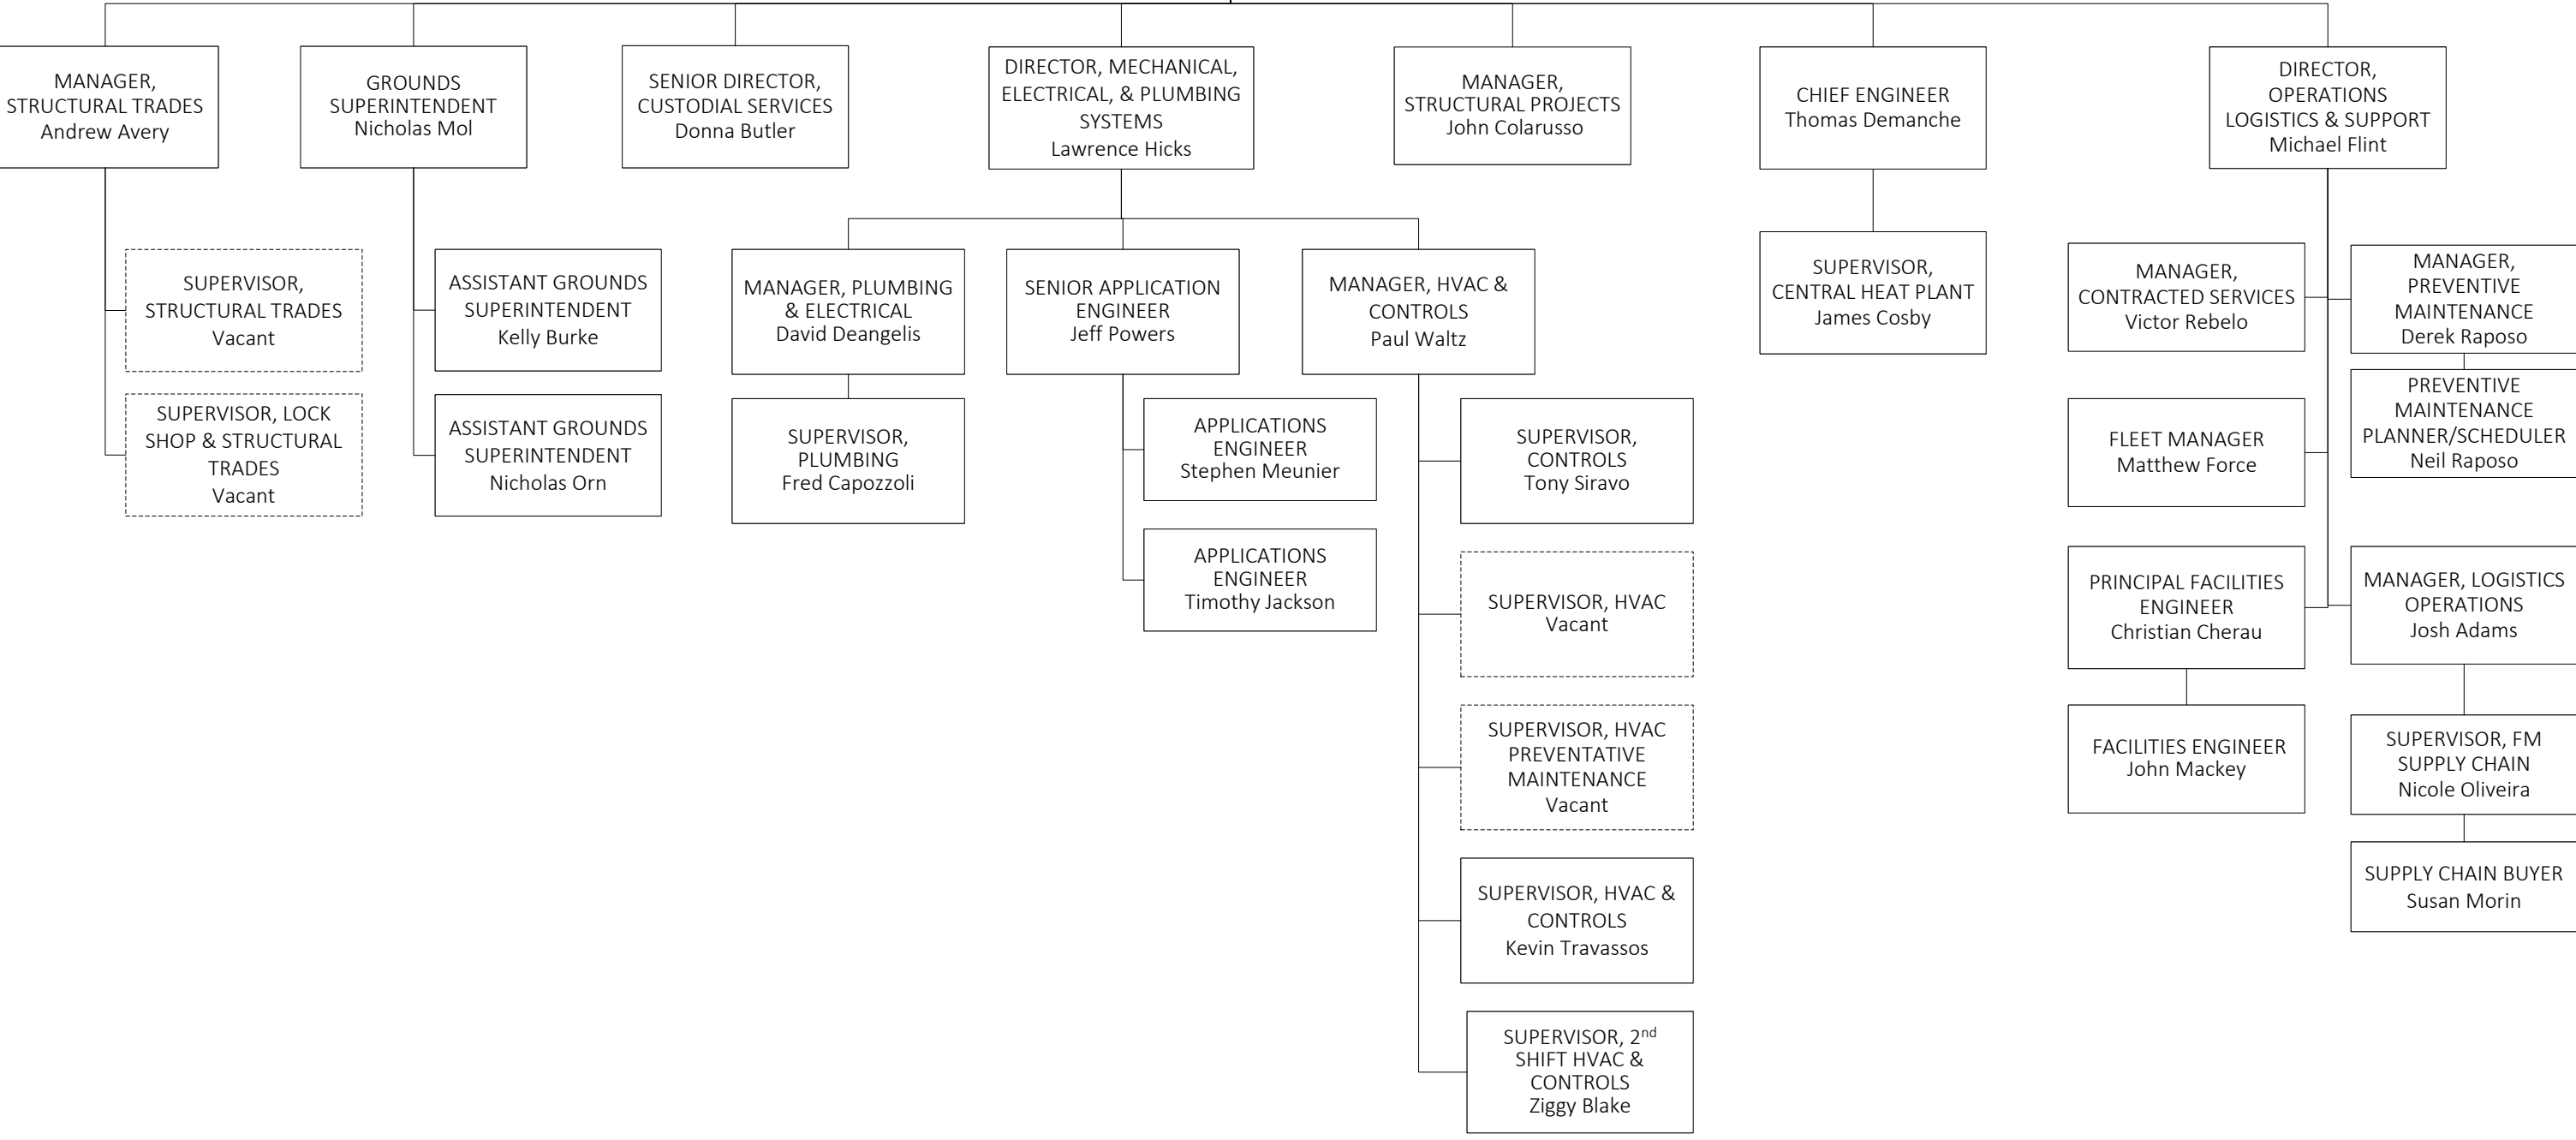 MANAGER,
STRUCTURAL TRADES
Andrew Avery
GROUNDS
SUPERINTENDENT
Nicholas Mol
SENIOR DIRECTOR,
CUSTODIAL SERVICES
Donna Butler
DIRECTOR, MECHANICAL,
ELECTRICAL, & PLUMBING
SYSTEMS
Lawrence Hicks
MANAGER,
STRUCTURAL PROJECTS
John Colarusso
CHIEF ENGINEER
Thomas Demanche
DIRECTOR,
OPERATIONS
LOGISTICS & SUPPORT
Michael Flint
SUPERVISOR,
STRUCTURAL TRADES
Vacant
SUPERVISOR, LOCK
SHOP & STRUCTURAL
TRADES
Vacant
ASSISTANT GROUNDS
SUPERINTENDENT
Kelly Burke
ASSISTANT GROUNDS
SUPERINTENDENT
Nicholas Orn
MANAGER, PLUMBING
& ELECTRICAL
David Deangelis
SUPERVISOR,
PLUMBING
Fred Capozzoli
SENIOR APPLICATION
ENGINEER
Jeff Powers
APPLICATIONS
ENGINEER
Stephen Meunier
APPLICATIONS
ENGINEER
Timothy Jackson
MANAGER, HVAC &
CONTROLS
Paul Waltz
SUPERVISOR,
CONTROLS
Tony Siravo
SUPERVISOR, HVAC
Vacant
SUPERVISOR, HVAC
PREVENTATIVE
MAINTENANCE
Vacant
SUPERVISOR, HVAC &
CONTROLS
Kevin Travassos
SUPERVISOR, 2nd
SHIFT HVAC &
CONTROLS
Ziggy Blake
SUPERVISOR,
CENTRAL HEAT PLANT
James Cosby
MANAGER,
CONTRACTED SERVICES
Victor Rebelo
FLEET MANAGER
Matthew Force
PRINCIPAL FACILITIES
ENGINEER
Christian Cherau
FACILITIES ENGINEER
John Mackey
MANAGER,
PREVENTIVE
MAINTENANCE
Derek Raposo
PREVENTIVE
MAINTENANCE
PLANNER/SCHEDULER
Neil Raposo
MANAGER, LOGISTICS
OPERATIONS
Josh Adams
SUPERVISOR, FM
SUPPLY CHAIN
Nicole Oliveira
SUPPLY CHAIN BUYER
Susan Morin